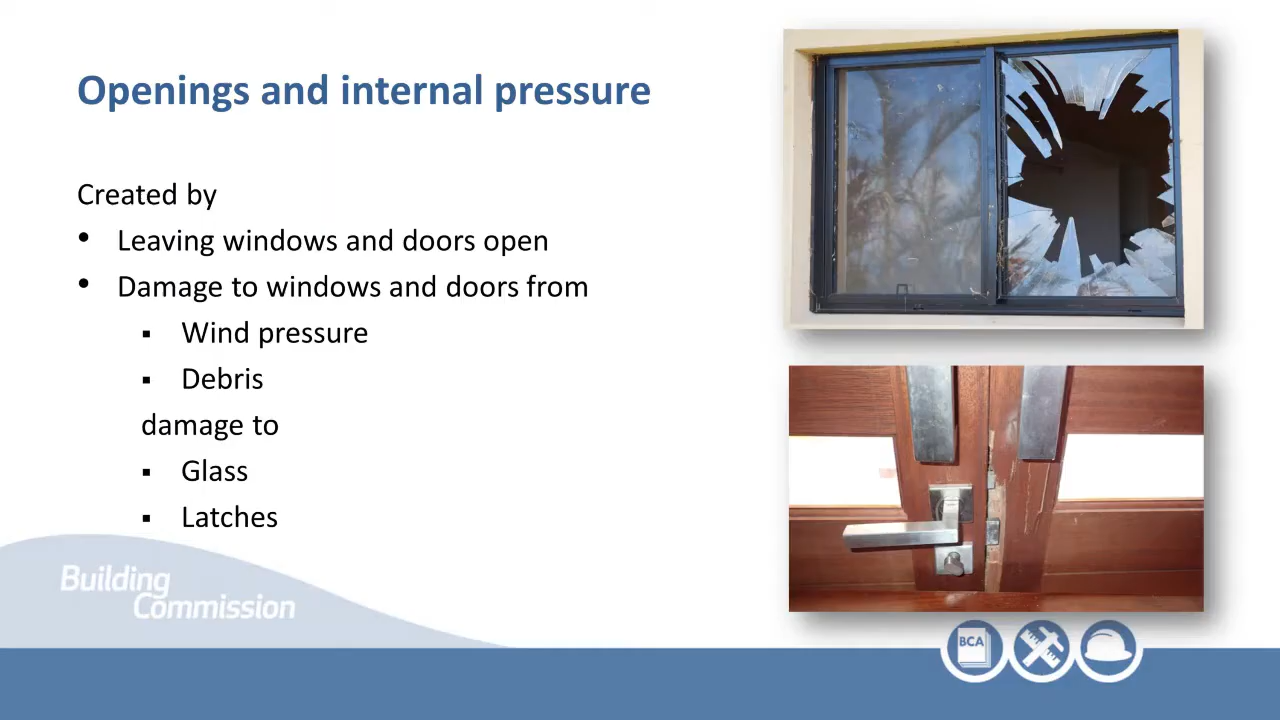 Openings and internal pressure
Created by
• Leaving windows and doors open
• Damage to windows and doors from
▪ Wind pressure
▪ Debris
damage to
▪ Glass
▪ Latches
Building
Commission
BCA